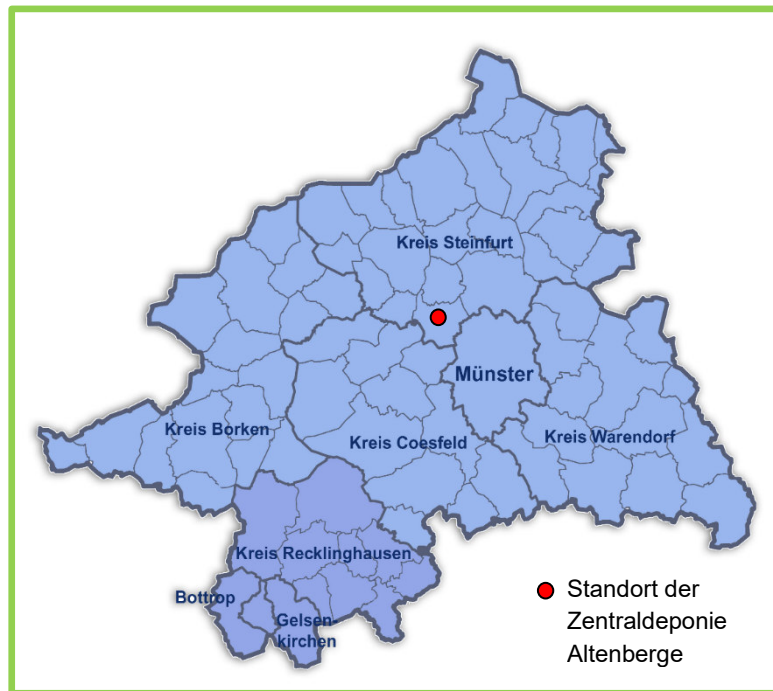 Kreis Steinfurt
Münster
Kreis Borken
Kreis Coesfeld
Kreis Warendorf
Kreis Recklinghausen
Bottrop
Gelsen-
kirchen
Standort der
Zentraldeponie
Altenberge